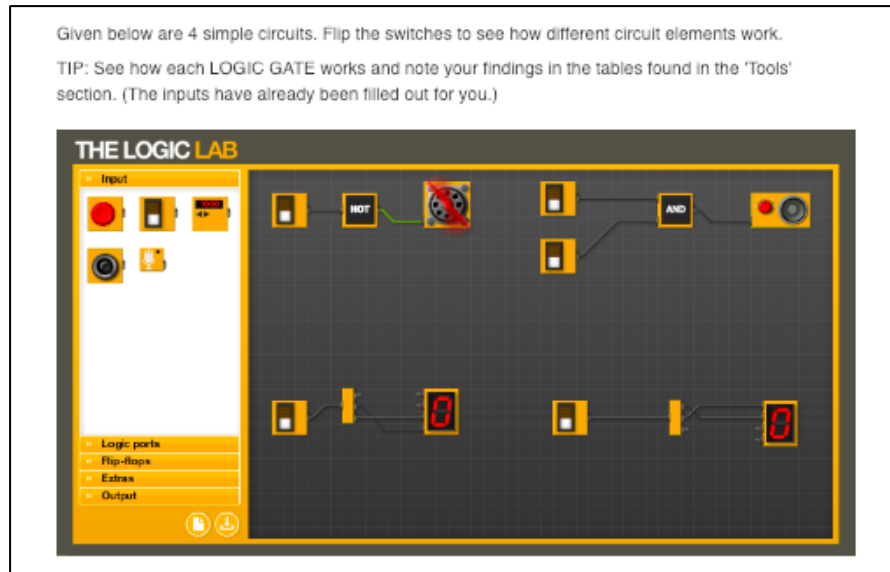 Given below are 4 simple circuits. Flip the switches to see how different circuit elements work.
TIP: See how each LOGIC GATE works and note your findings in the tables found in the 'Tools'
section. (The inputs have already been filled out for you.)
THE LOGIC LAB
Input
NOT
AND
0
0
Logic ports
Flip-flops
Extras
Output